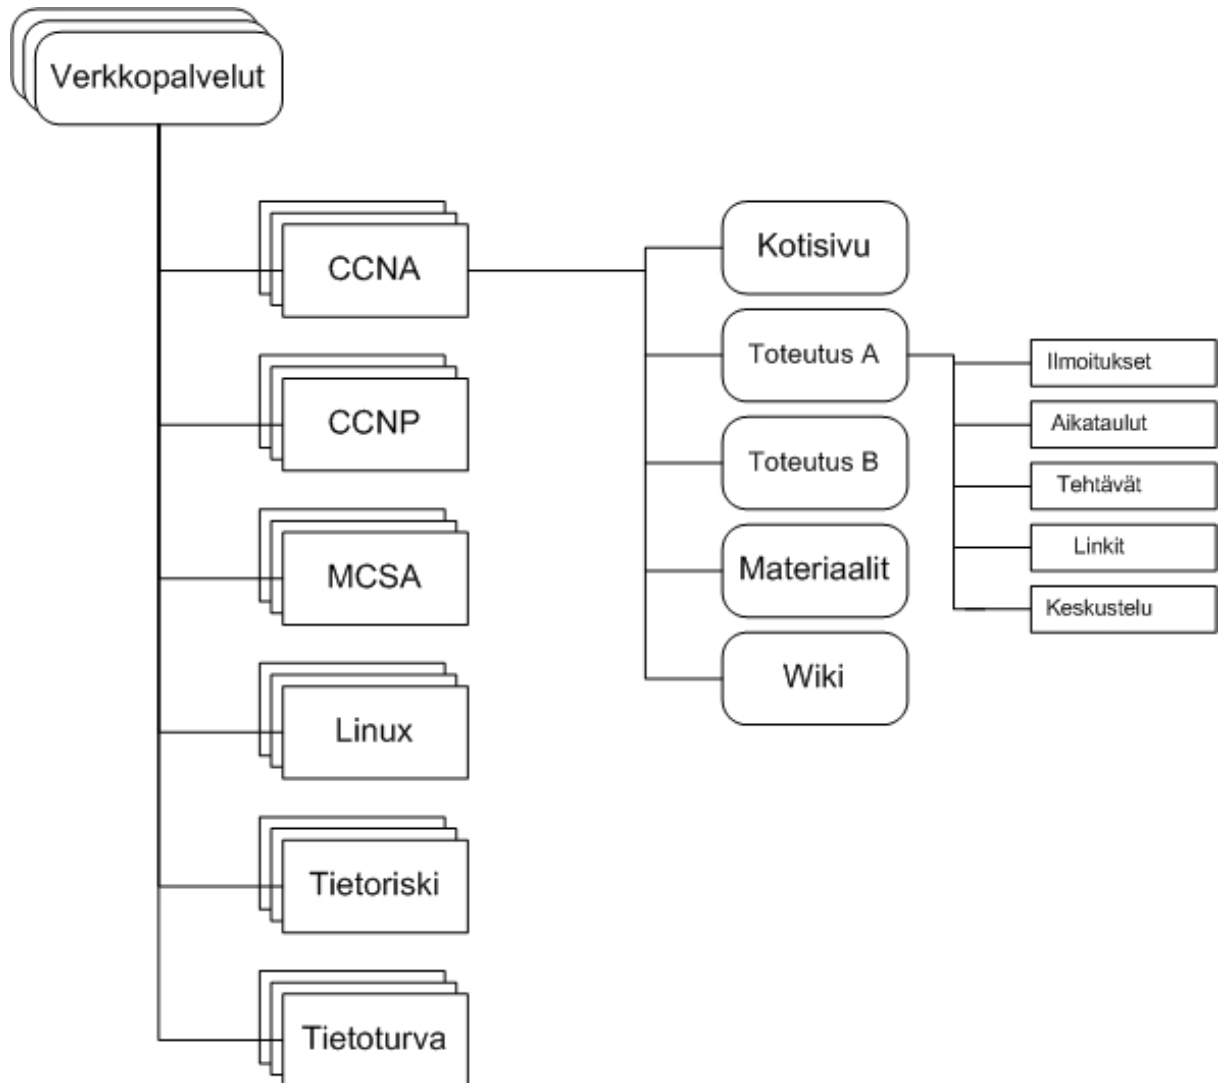 Verkkopalvelut
CCNA
CCNP
MCSA
Linux
Tietoriski
Tietoturva
Kotisivu
Toteutus A
Toteutus B
Materiaalit
Wiki
Ilmoitukset
Aikataulut
Tehtävät
Linkit
Keskustelu